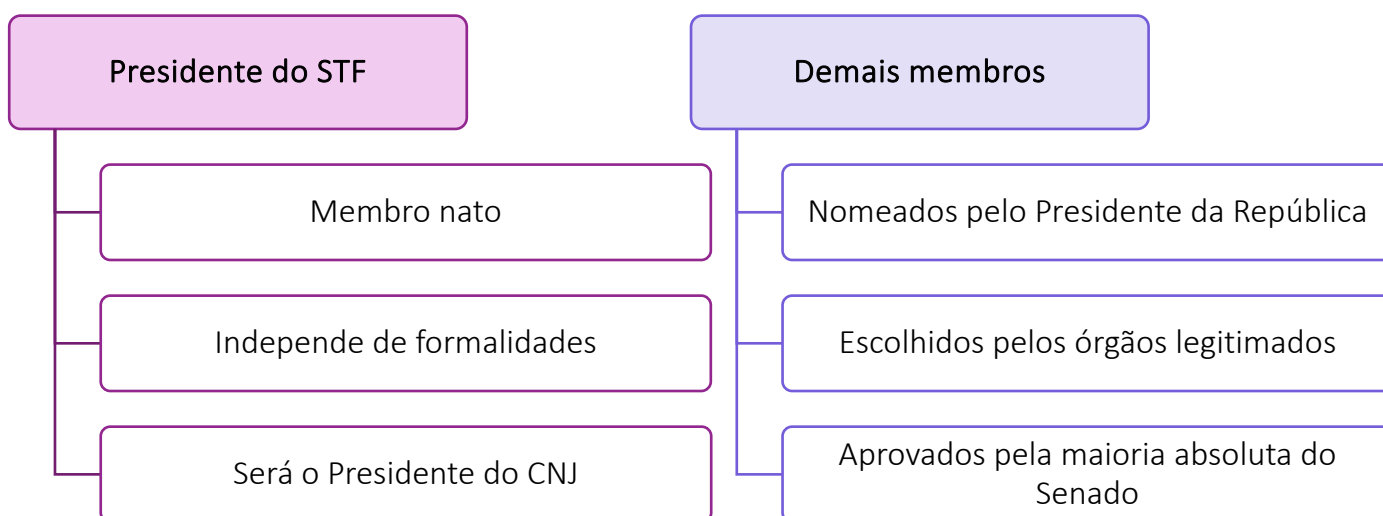 Presidente do STF
Membro nato
Independe de formalidades
Será o Presidente do CNJ
Demais membros
Nomeados pelo Presidente da República
Escolhidos pelos órgãos legitimados
Aprovados pela maioria absoluta do
Senado